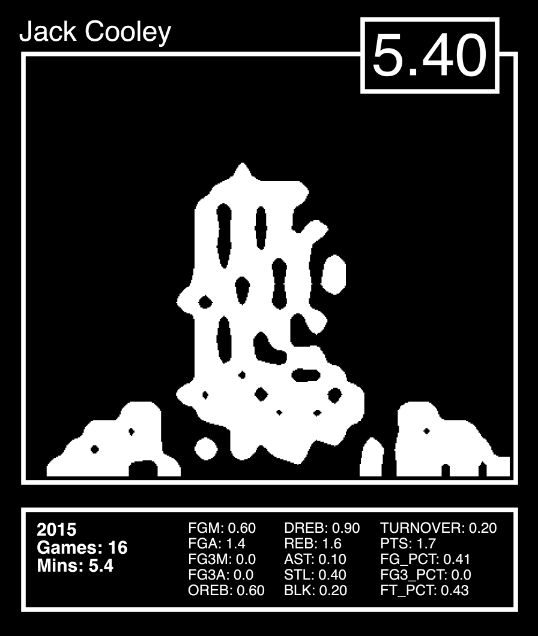 Jack Cooley
5.40
2015
Games: 16
Mins: 5.4
FGM: 0.60
FGA: 1.4
FG3M: 0.0
FG3A: 0.0
OREB: 0.60
DREB: 0.90
REB: 1.6
AST: 0.10
STL: 0.40
BLK: 0.20
TURNOVER: 0.20
PTS: 1.7
FG_PCT: 0.41
FG3_PCT: 0.0
FT_PCT: 0.43